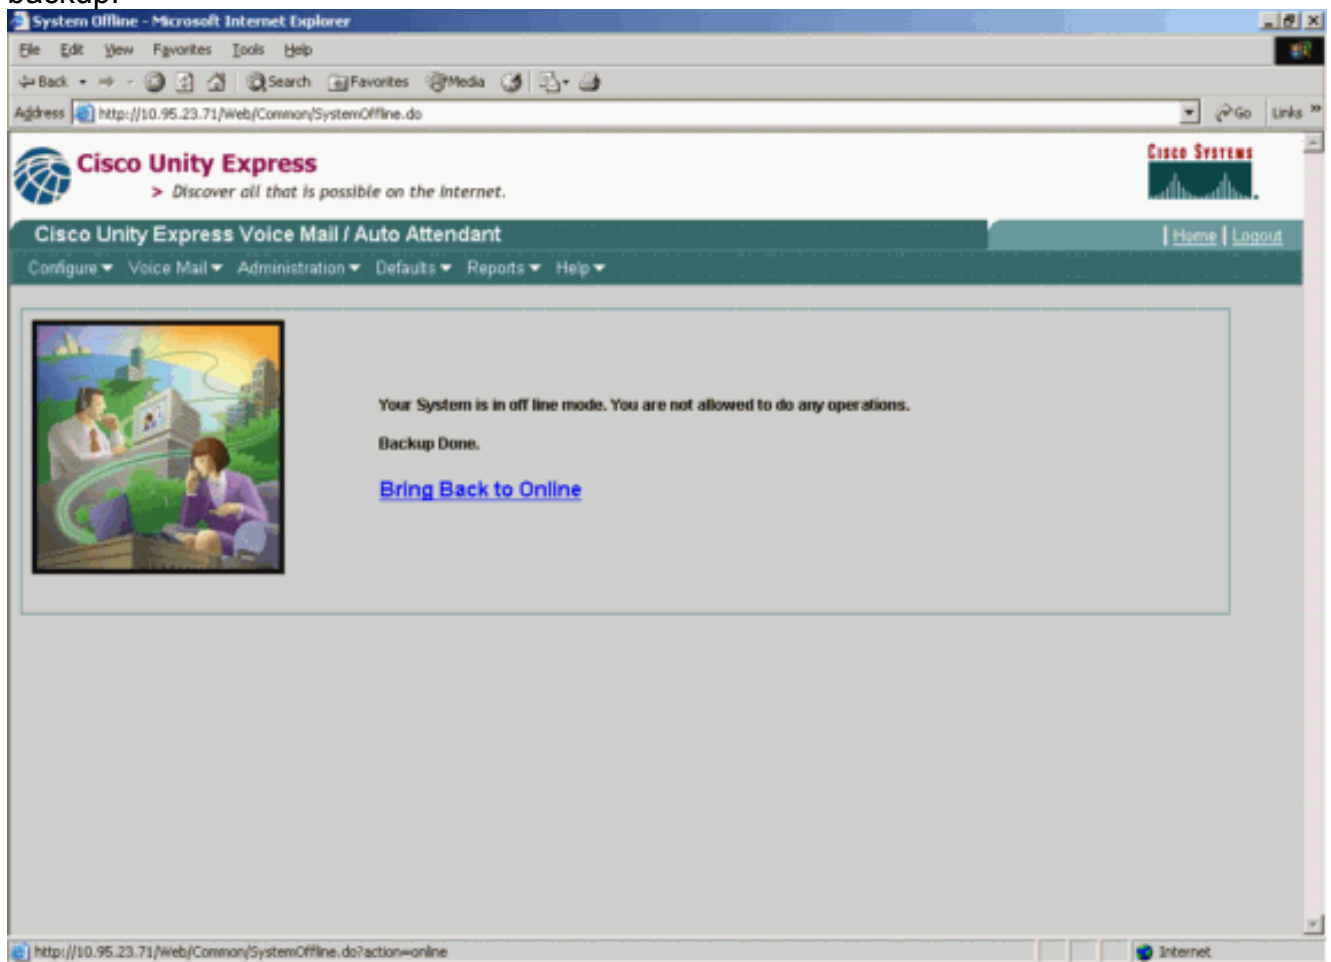 backup.
System Offline - Microsoft Internet Explorer
File Edit View Favorites Tools Help
Back Search Favorites Media
Address http://10.95.23.71/Web/Common/SystemOffline.do Go Links »
Cisco Unity Express
> Discover all that is possible on the Internet.
CISCO SYSTEMS
Cisco Unity Express Voice Mail / Auto Attendant
| Home | Logout
Configure Voice Mail Administration Defaults Reports Help
Your System is in off line mode. You are not allowed to do any operations.
Backup Done.
Bring Back to Online
http://10.95.23.71/Web/Common/SystemOffline.do?action=online Internet